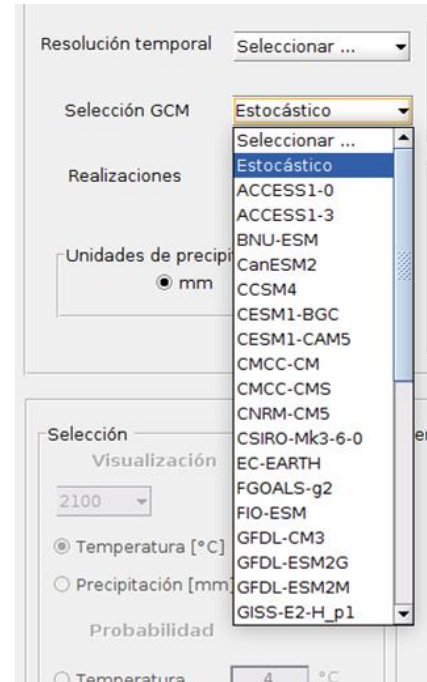 Resolución temporal Seleccionar ...
Selección GCM Estocástico
Seleccionar ...
Estocástico
Realizaciones
ACCESS1-0
ACCESS1-3
BNU-ESM
Unidades de precipi
CanESM2
mm
CCSM4
CESM1-BGC
CESM1-CAM5
CMCC-CM
CMCC-CMS
CNRM-CM5
Selección
CSIRO-Mk3-6-0
Visualización
EC-EARTH
FGOALS-g2
2100
FIO-ESM
GFDL-CM3
Temperatura [°C]
GFDL-ESM2G
Precipitación [mm]
GFDL-ESM2M
GISS-E2-H_p1
Probabilidad
Temperatura 4 °C